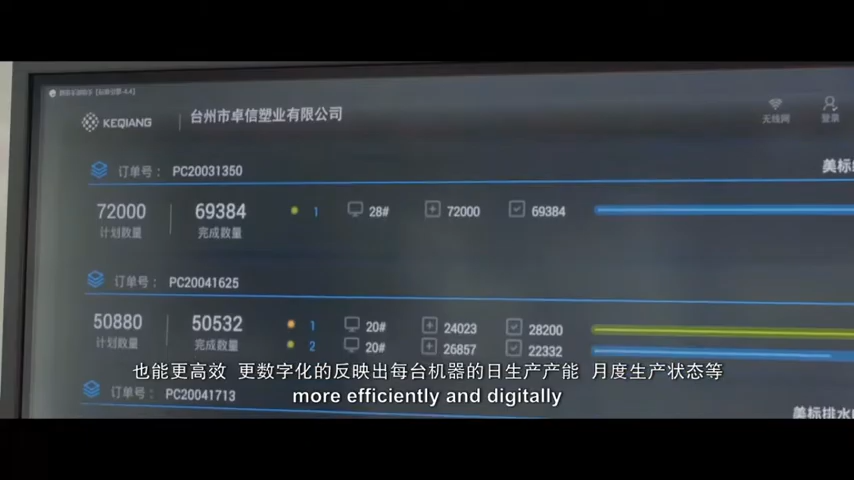 KEQIANG
台州市卓信塑业有限公司
无线网
登录
订单号： PC20031350
美标
72000 69384 1 28# 72000 69384
计划数量 完成数量
订单号： PC20041625
50880 50532 1 20# 24023 28200
计划数量 完成数量 2 20# 26857 22332
订单号： PC20041713
美标排水
也能更高效 更数字化的反映出每台机器的日生产产能 月度生产状态等
more efficiently and digitally